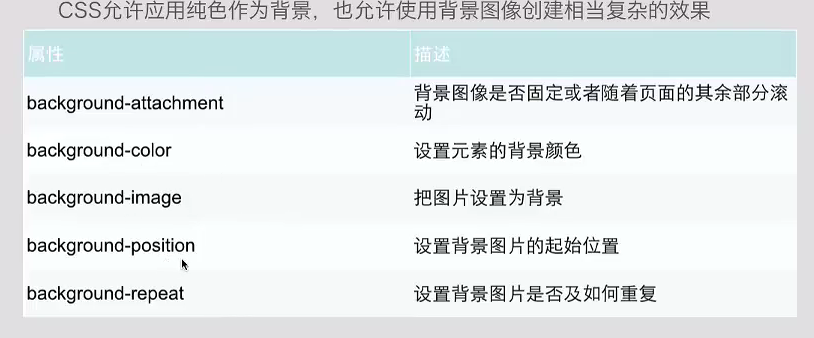 CSS允许应用纯色作为背景，也允许使用背景图像创建相当复杂的效果
属性 描述
background-attachment 背景图像是否固定或者随着页面的其余部分滚
动
background-color 设置元素的背景颜色
background-image 把图片设置为背景
background-position 设置背景图片的起始位置
background-repeat 设置背景图片是否及如何重复